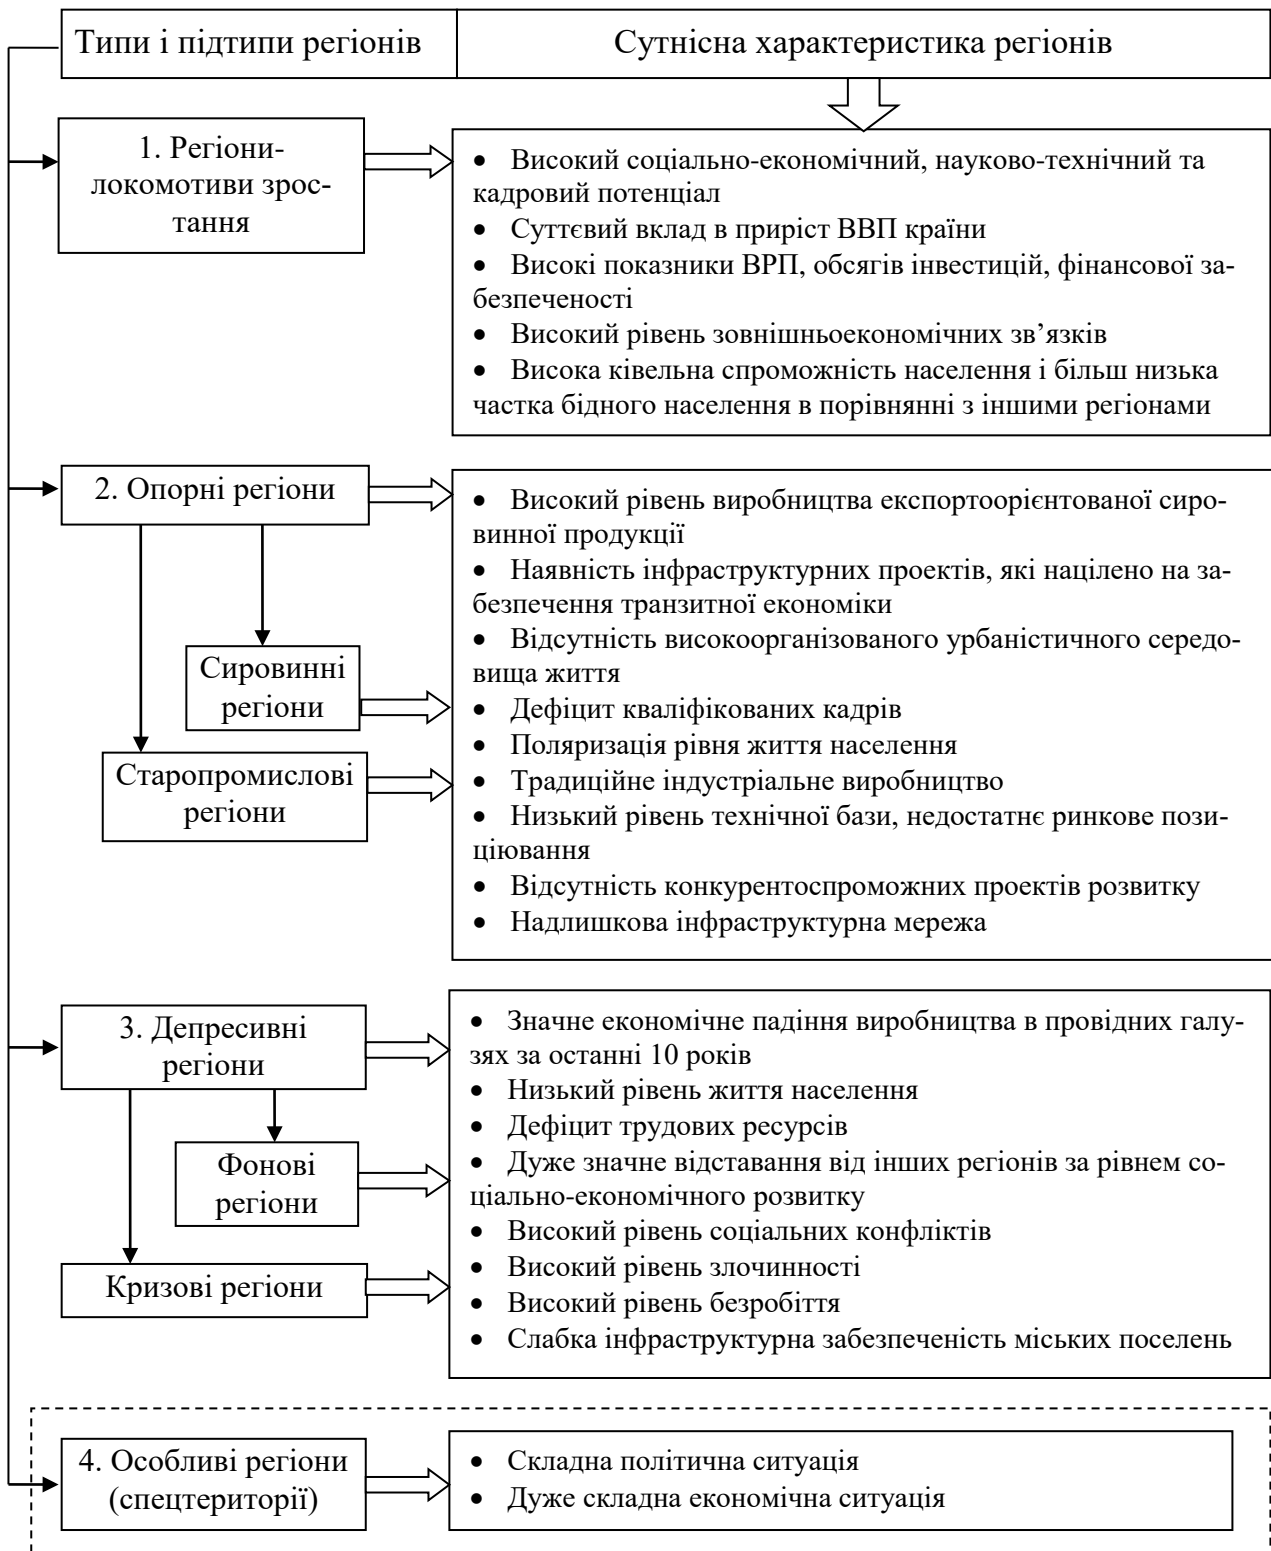 Типи і підтипи регіонів
Сутнісна характеристика регіонів
1. Регіони-
локомотиви зрос-
тання
• Високий соціально-економічний, науково-технічний та
кадровий потенціал
• Суттєвий вклад в приріст ВВП країни
• Високі показники ВРП, обсягів інвестицій, фінансової за-
безпеченості
• Високий рівень зовнішньоекономічних зв’язків
• Висока ківельна спроможність населення і більш низька
частка бідного населення в порівнянні з іншими регіонами
2. Опорні регіони
Сировинні
регіони
Старопромислові
регіони
• Високий рівень виробництва експортоорієнтованої сиро-
винної продукції
• Наявність інфраструктурних проектів, які націлено на за-
безпечення транзитної економіки
• Відсутність високоорганізованого урбаністичного середо-
вища життя
• Дефіцит кваліфікованих кадрів
• Поляризація рівня життя населення
• Традиційне індустріальне виробництво
• Низький рівень технічної бази, недостатнє ринкове пози-
ціювання
• Відсутність конкурентоспроможних проектів розвитку
• Надлишкова інфраструктурна мережа
3. Депресивні
регіони
Фонові
регіони
Кризові регіони
• Значне економічне падіння виробництва в провідних галу-
зях за останні 10 років
• Низький рівень життя населення
• Дефіцит трудових ресурсів
• Дуже значне відставання від інших регіонів за рівнем со-
ціально-економічного розвитку
• Високий рівень соціальних конфліктів
• Високий рівень злочинності
• Високий рівень безробіття
• Слабка інфраструктурна забезпеченість міських поселень
4. Особливі регіони
(спецтериторії)
• Складна політична ситуація
• Дуже складна економічна ситуація